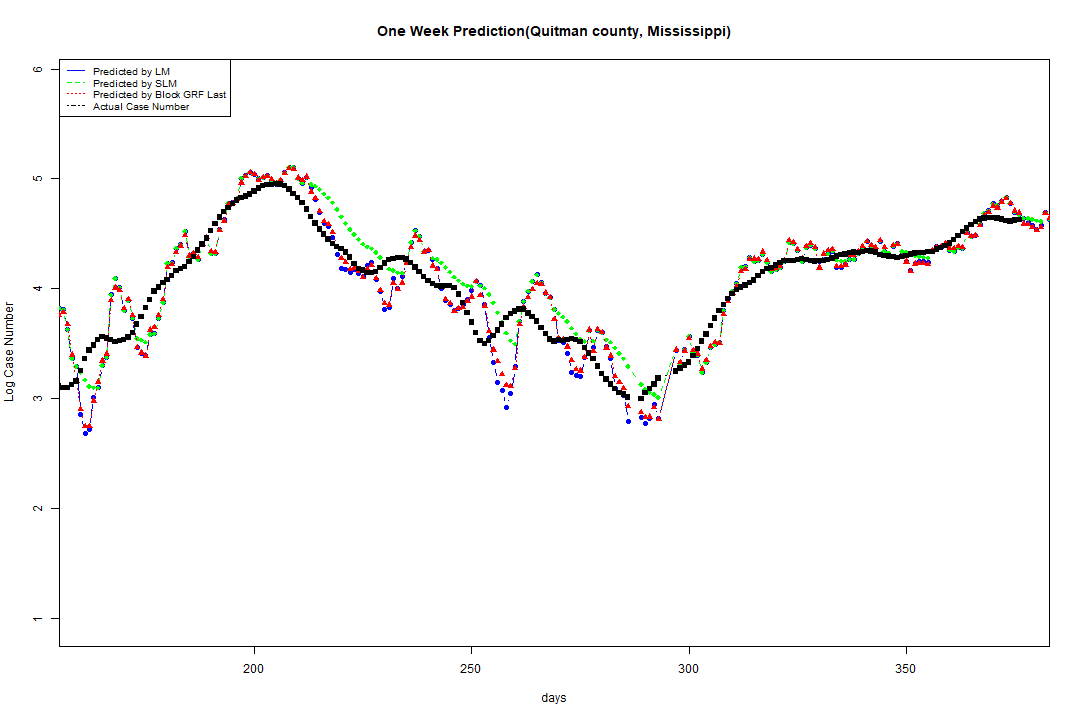 One Week Prediction(Quitman county, Mississippi)
Predicted by LM
Predicted by SLM
Predicted by Block GRF Last
Actual Case Number
6
5
4
3
2
1
Log Case Number
200 250 300 350
days